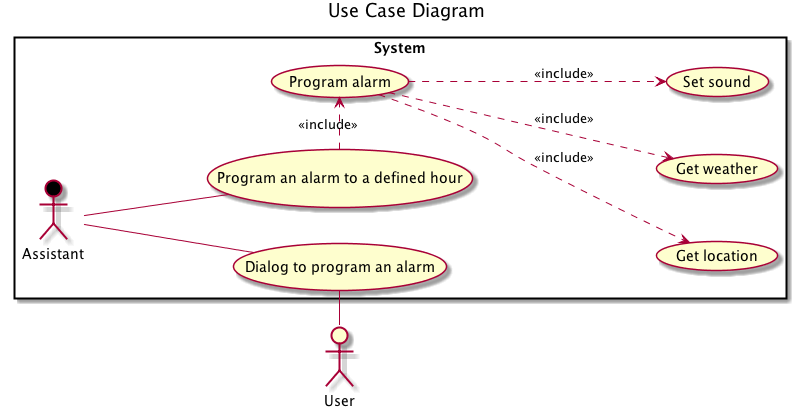 Use Case Diagram
System
Program alarm
«include»
Set sound
«include»
«include»
Get weather
«include»
Program an alarm to a defined hour
Assistant
Get location
Dialog to program an alarm
User